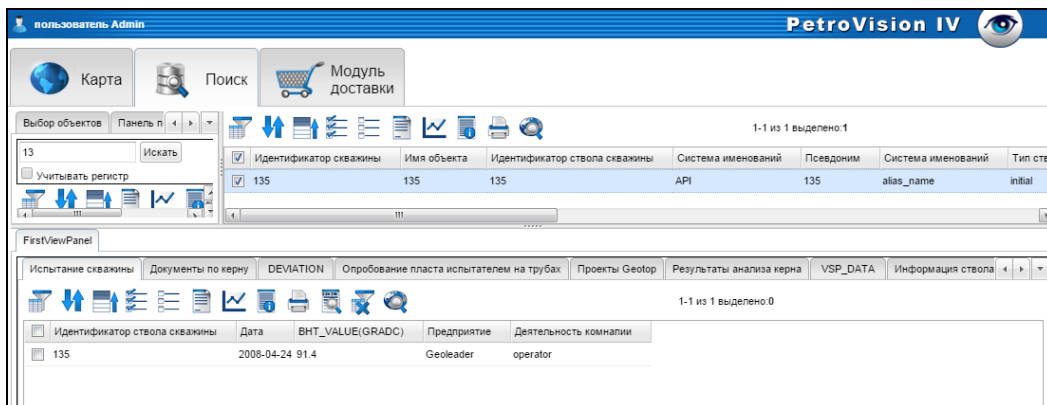 пользователь Admin
PetroVision IV
Карта
Поиск
Модуль доставки
Выбор объектов Панель п
1-1 из 1 выделено:1
13 Искать
Учитывать регистр
Идентификатор скважины Имя объекта Идентификатор ствола скважины Система именований Псевдоним Система именований Тип ств
135 135 135 API 135 alias_name initial
FirstViewPanel
Испытание скважины Документы по керну DEVIATION Опробование пласта испытателем на трубах Проекты Geotop Результаты анализа керна VSP_DATA Информация ствола
1-1 из 1 выделено:0
Идентификатор ствола скважины Дата BHT_VALUE(GRADC) Предприятие Деятельность комнапии
135 2008-04-24 91.4 Geoleader operator